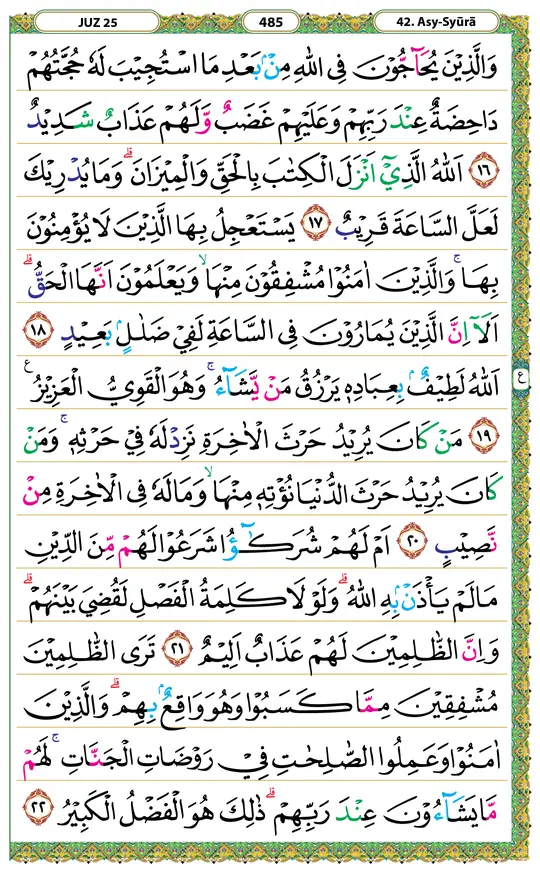 JUZ 25 485 42. Asy-Syūrā
وَالَّذِيْنَ يُحَاۤجُّوْنَ فِى اللّٰهِ مِنْۢ بَعْدِ مَا اسْتُجِيْبَ لَهٗ حُجَّتُهُمْ
دَاحِضَةٌ عِنْدَ رَبِّهِمْ وَعَلَيْهِمْ غَضَبٌ وَّلَهُمْ عَذَابٌ شَدِيْدٌ
١٦ اَللّٰهُ الَّذِيْٓ اَنْزَلَ الْكِتٰبَ بِالْحَقِّ وَالْمِيْزَانَ ۗ وَمَا يُدْرِيْكَ
لَعَلَّ السَّاعَةَ قَرِيْبٌ ١٧ يَسْتَعْجِلُ بِهَا الَّذِيْنَ لَا يُؤْمِنُوْنَ
بِهَا ۚ وَالَّذِيْنَ اٰمَنُوْا مُشْفِقُوْنَ مِنْهَا ۙ وَيَعْلَمُوْنَ اَنَّهَا الْحَقُّ ۗ
اَلَآ اِنَّ الَّذِيْنَ يُمَارُوْنَ فِى السَّاعَةِ لَفِيْ ضَلٰلٍۢ بَعِيْدٍ ١٨
اَللّٰهُ لَطِيْفٌۢ بِعِبَادِهٖ يَرْزُقُ مَنْ يَّشَاۤءُ ۚ وَهُوَ الْقَوِيُّ الْعَزِيْزُ ࣖ
ع
١٩ مَنْ كَانَ يُرِيْدُ حَرْثَ الْاٰخِرَةِ نَزِدْ لَهٗ فِيْ حَرْثِهٖ ۚ وَمَنْ
كَانَ يُرِيْدُ حَرْثَ الدُّنْيَا نُؤْتِهٖ مِنْهَا ۙ وَمَا لَهٗ فِى الْاٰخِرَةِ مِنْ
نَّصِيْبٍ ٢٠ اَمْ لَهُمْ شُرَكٰۤؤُا شَرَعُوْا لَهُمْ مِّنَ الدِّيْنِ
مَا لَمْ يَأْذَنْۢ بِهِ اللّٰهُ ۗ وَلَوْلَا كَلِمَةُ الْفَصْلِ لَقُضِيَ بَيْنَهُمْ ۗ
وَاِنَّ الظّٰلِمِيْنَ لَهُمْ عَذَابٌ اَلِيْمٌ ٢١ تَرَى الظّٰلِمِيْنَ
مُشْفِقِيْنَ مِمَّا كَسَبُوْا وَهُوَ وَاقِعٌۢ بِهِمْ ۗ وَالَّذِيْنَ
اٰمَنُوْا وَعَمِلُوا الصّٰلِحٰتِ فِيْ رَوْضَاتِ الْجَنّٰتِ ۚ لَهُمْ
مَّا يَشَاۤءُوْنَ عِنْدَ رَبِّهِمْ ۗ ذٰلِكَ هُوَ الْفَضْلُ الْكَبِيْرُ ٢٢